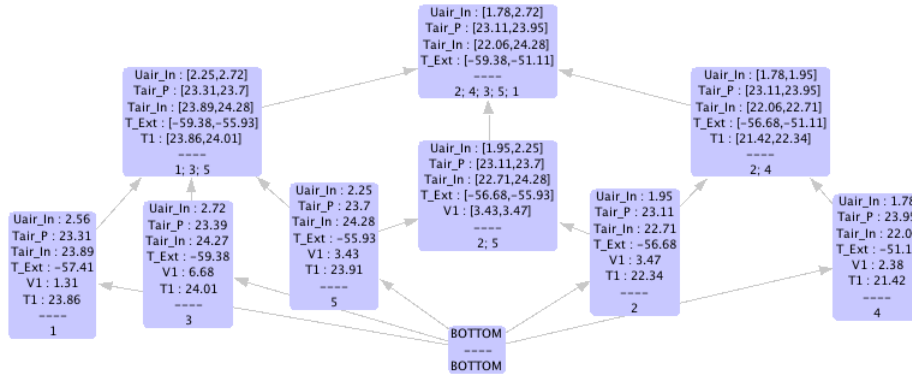 Uair_In : [1.78,2.72]
Tair_P : [23.11,23.95]
Tair_In : [22.06,24.28]
T_Ext : [-59.38,-51.11]
----
2; 4; 3; 5; 1
Uair_In : [2.25,2.72]
Tair_P : [23.31,23.7]
Tair_In : [23.89,24.28]
T_Ext : [-59.38,-55.93]
T1 : [23.86,24.01]
----
1; 3; 5
Uair_In : [1.78,1.95]
Tair_P : [23.11,23.95]
Tair_In : [22.06,22.71]
T_Ext : [-56.68,-51.11]
T1 : [21.42,22.34]
----
2; 4
Uair_In : [1.95,2.25]
Tair_P : [23.11,23.7]
Tair_In : [22.71,24.28]
T_Ext : [-56.68,-55.93]
V1 : [3.43,3.47]
----
2; 5
Uair_In : 2.56
Tair_P : 23.31
Tair_In : 23.89
T_Ext : -57.41
V1 : 1.31
T1 : 23.86
----
1
Uair_In : 2.72
Tair_P : 23.39
Tair_In : 24.27
T_Ext : -59.38
V1 : 6.68
T1 : 24.01
----
3
Uair_In : 2.25
Tair_P : 23.7
Tair_In : 24.28
T_Ext : -55.93
V1 : 3.43
T1 : 23.91
----
5
Uair_In : 1.95
Tair_P : 23.11
Tair_In : 22.71
T_Ext : -56.68
V1 : 3.47
T1 : 22.34
----
2
Uair_In : 1.78
Tair_P : 23.95
Tair_In : 22.0
T_Ext : -51.1
V1 : 2.38
T1 : 21.42
----
4
BOTTOM
----
BOTTOM